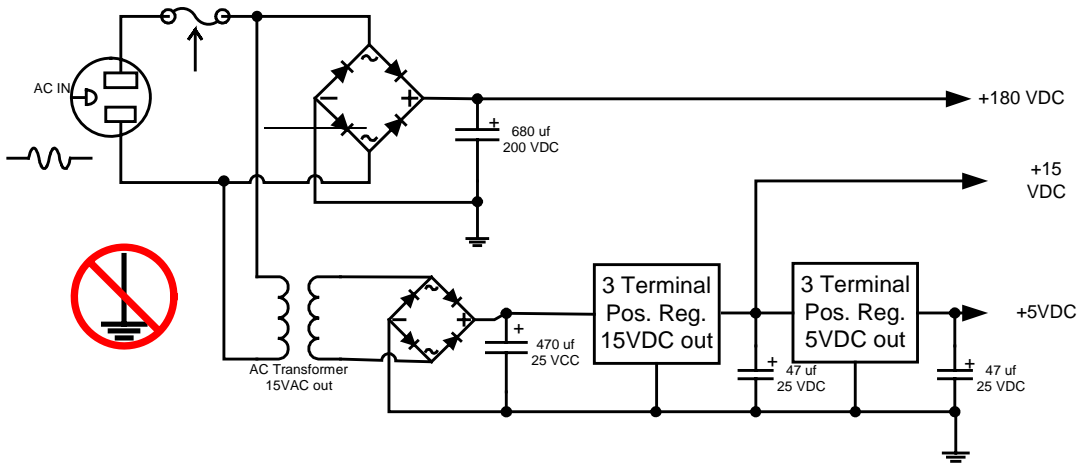 AC IN
+180 VDC
+
680 uf
200 VDC
+15
VDC
3 Terminal
Pos. Reg.
15VDC out
3 Terminal
Pos. Reg.
5VDC out
+5VDC
+
470 uf
25 VCC
+
47 uf
25 VDC
+
47 uf
25 VDC
AC Transformer
15VAC out